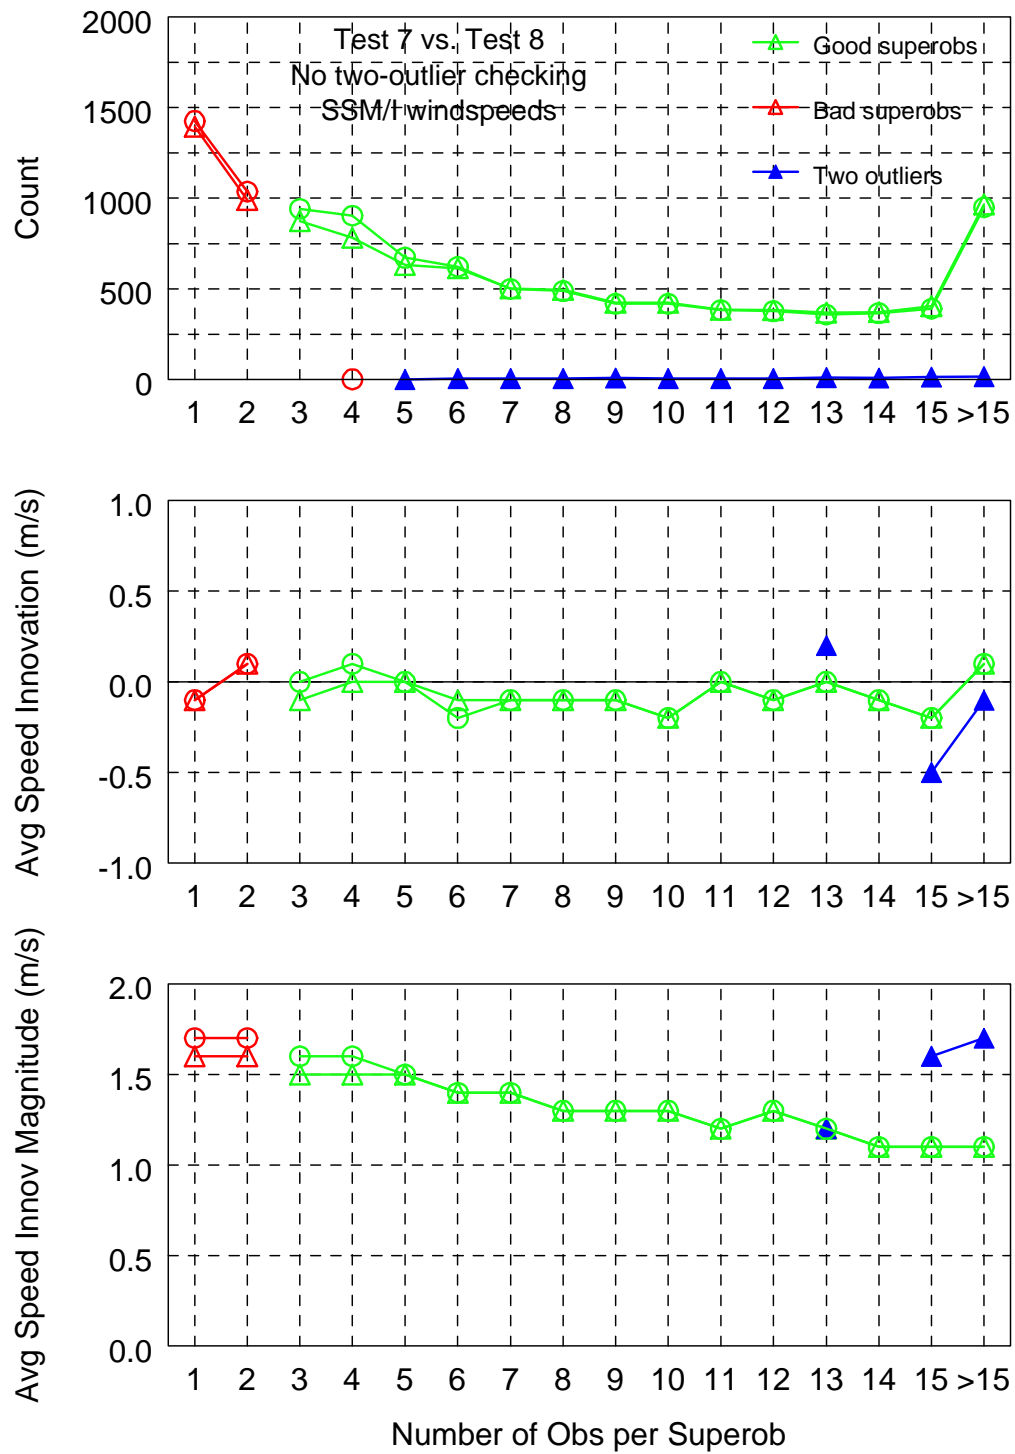 Test 7 vs. Test 8
No two-outlier checking
SSM/I windspeeds
Good superobs
Bad superobs
Two outliers
Count
2000
1500
1000
500
0
1 2 3 4 5 6 7 8 9 10 11 12 13 14 15 >15
Avg Speed Innovation (m/s)
1.0
0.5
0.0
-0.5
-1.0
1 2 3 4 5 6 7 8 9 10 11 12 13 14 15 >15
Avg Speed Innov Magnitude (m/s)
2.0
1.5
1.0
0.5
0.0
1 2 3 4 5 6 7 8 9 10 11 12 13 14 15 >15
Number of Obs per Superob